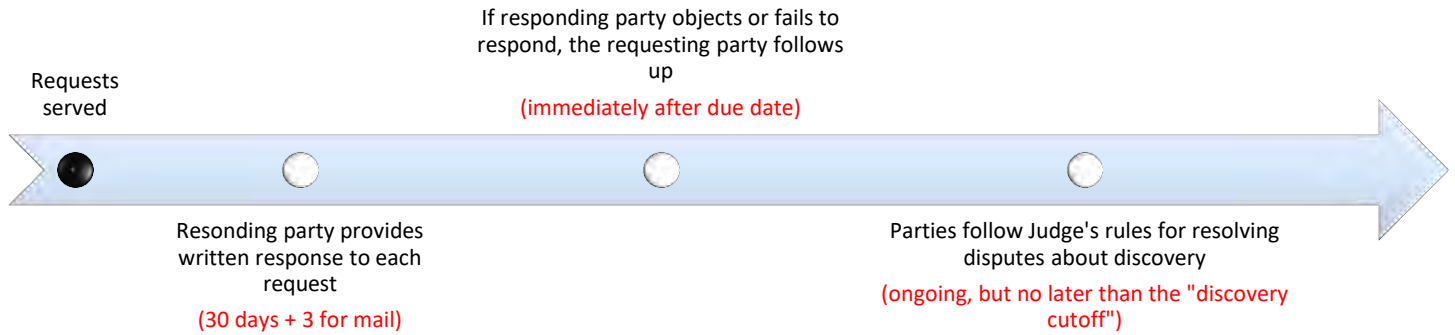 Requests
served
Resonding party provides
written response to each
request
(30 days + 3 for mail)
If responding party objects or fails to
respond, the requesting party follows
up
(immediately after due date)
Parties follow Judge's rules for resolving
disputes about discovery
(ongoing, but no later than the "discovery
cutoff")